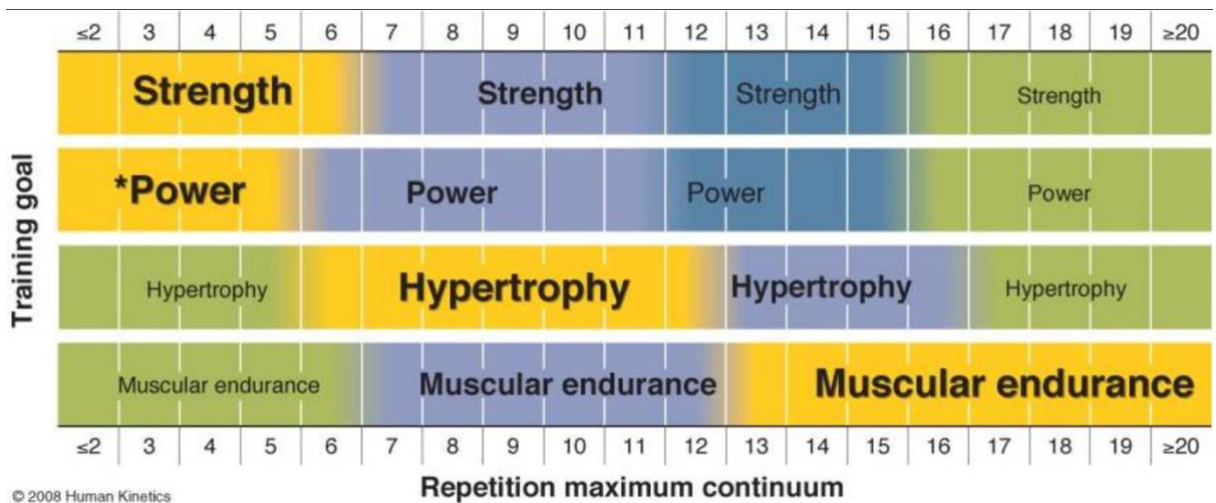 ≤2 3 4 5 6 7 8 9 10 11 12 13 14 15 16 17 18 19 ≥20
Training goal
Strength Strength Strength Strength
*Power Power Power Power
Hypertrophy Hypertrophy Hypertrophy Hypertrophy
Muscular endurance Muscular endurance Muscular endurance
≤2 3 4 5 6 7 8 9 10 11 12 13 14 15 16 17 18 19 ≥20
Repetition maximum continuum
© 2008 Human Kinetics